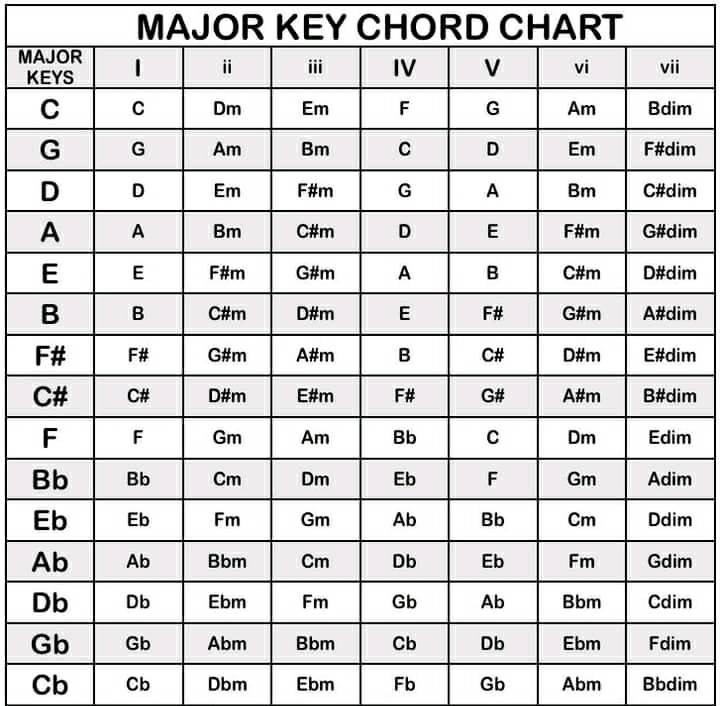 MAJOR KEY CHORD CHART
MAJOR KEYS I ii iii IV V vi vii
C C Dm Em F G Am Bdim
G G Am Bm C D Em F#dim
D D Em F#m G A Bm C#dim
A A Bm C#m D E F#m G#dim
E E F#m G#m A B C#m D#dim
B B C#m D#m E F# G#m A#dim
F# F# G#m A#m B C# D#m E#dim
C# C# D#m E#m F# G# A#m B#dim
F F Gm Am Bb C Dm Edim
Bb Bb Cm Dm Eb F Gm Adim
Eb Eb Fm Gm Ab Bb Cm Ddim
Ab Ab Bbm Cm Db Eb Fm Gdim
Db Db Ebm Fm Gb Ab Bbm Cdim
Gb Gb Abm Bbm Cb Db Ebm Fdim
Cb Cb Dbm Ebm Fb Gb Abm Bbdim